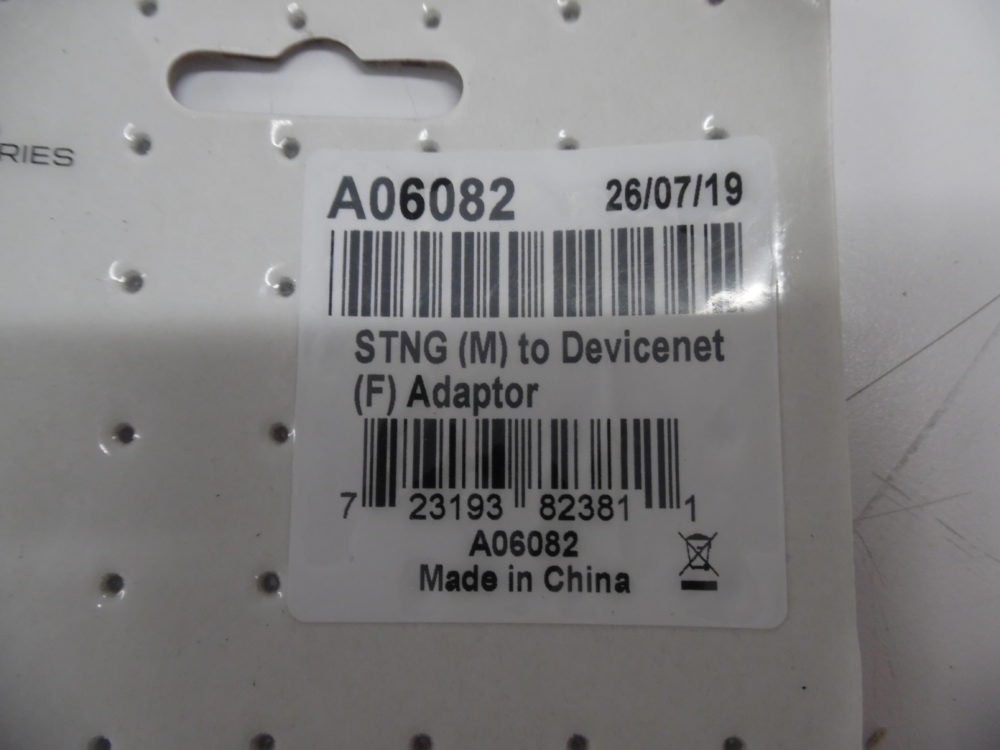 RIES
A06082 26/07/19
STNG (M) to Devicenet
(F) Adaptor
7 23193 82381 1
A06082
Made in China